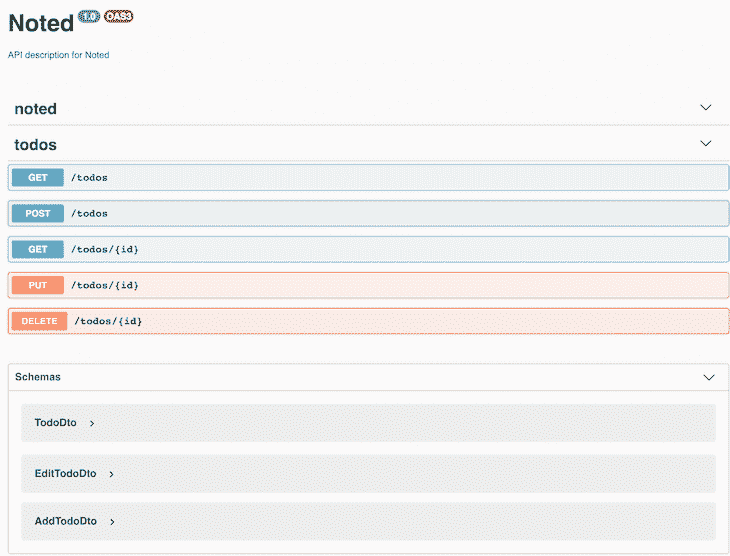 Noted 1.0 OAS3
API description for Noted
noted
todos
GET /todos
POST /todos
GET /todos/{id}
PUT /todos/{id}
DELETE /todos/{id}
Schemas
TodoDto
EditTodoDto
AddTodoDto